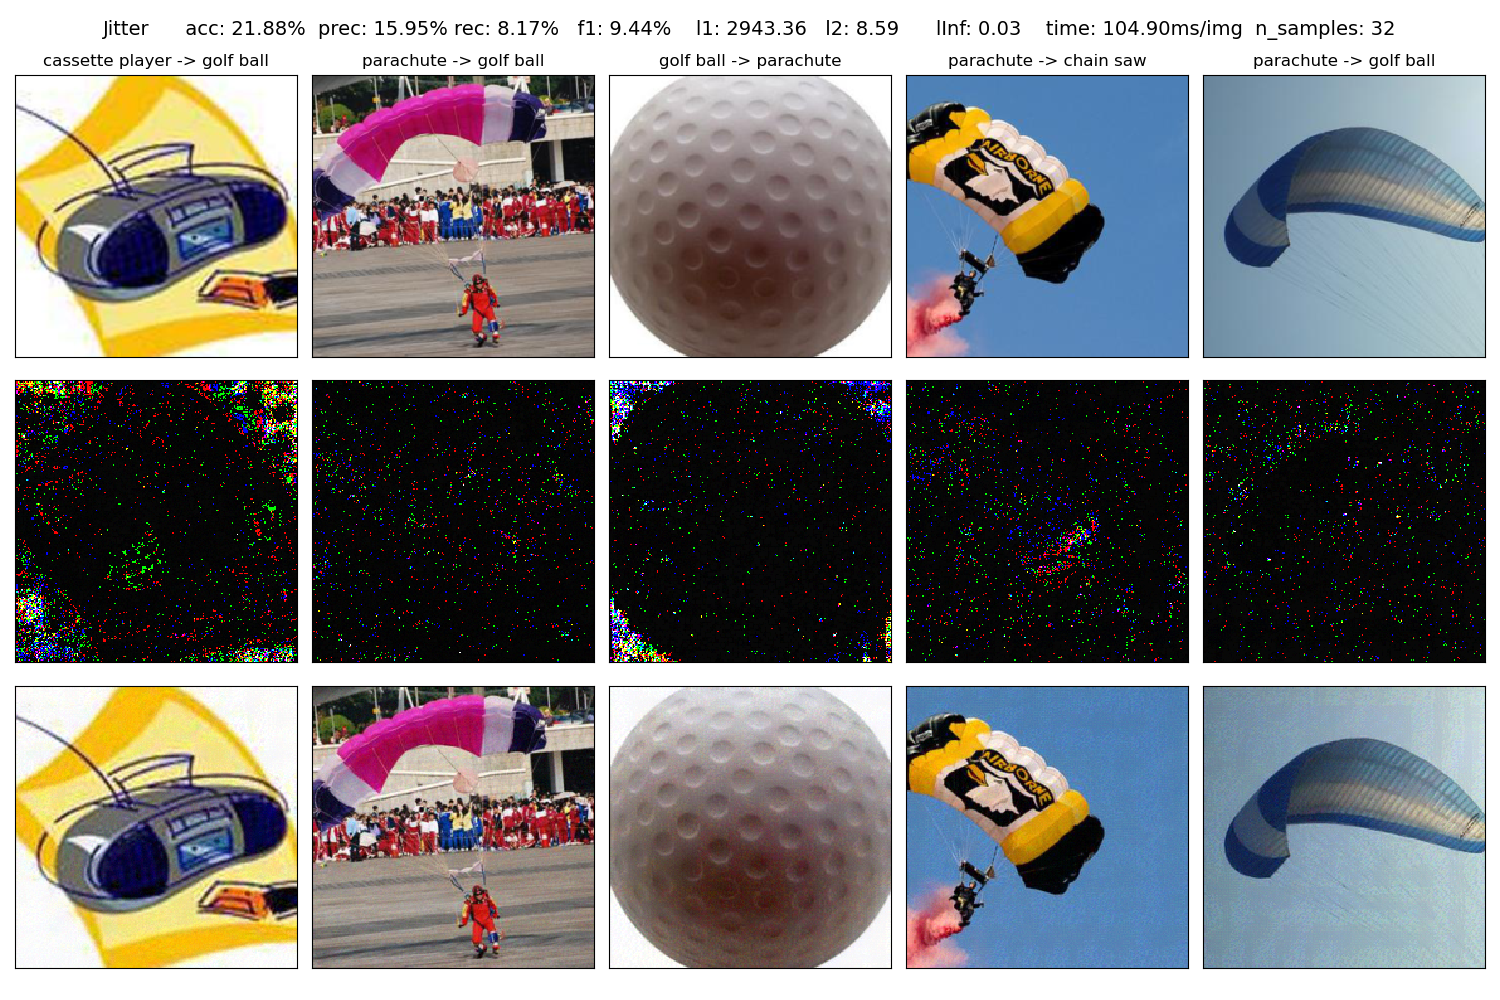 Jitter acc: 21.88% prec: 15.95% rec: 8.17% f1: 9.44% l1: 2943.36 l2: 8.59 lInf: 0.03 time: 104.90ms/img n_samples: 32
cassette player -> golf ball
parachute -> golf ball
golf ball -> parachute
parachute -> chain saw
parachute -> golf ball
AIRBORNE
AIRBORNE